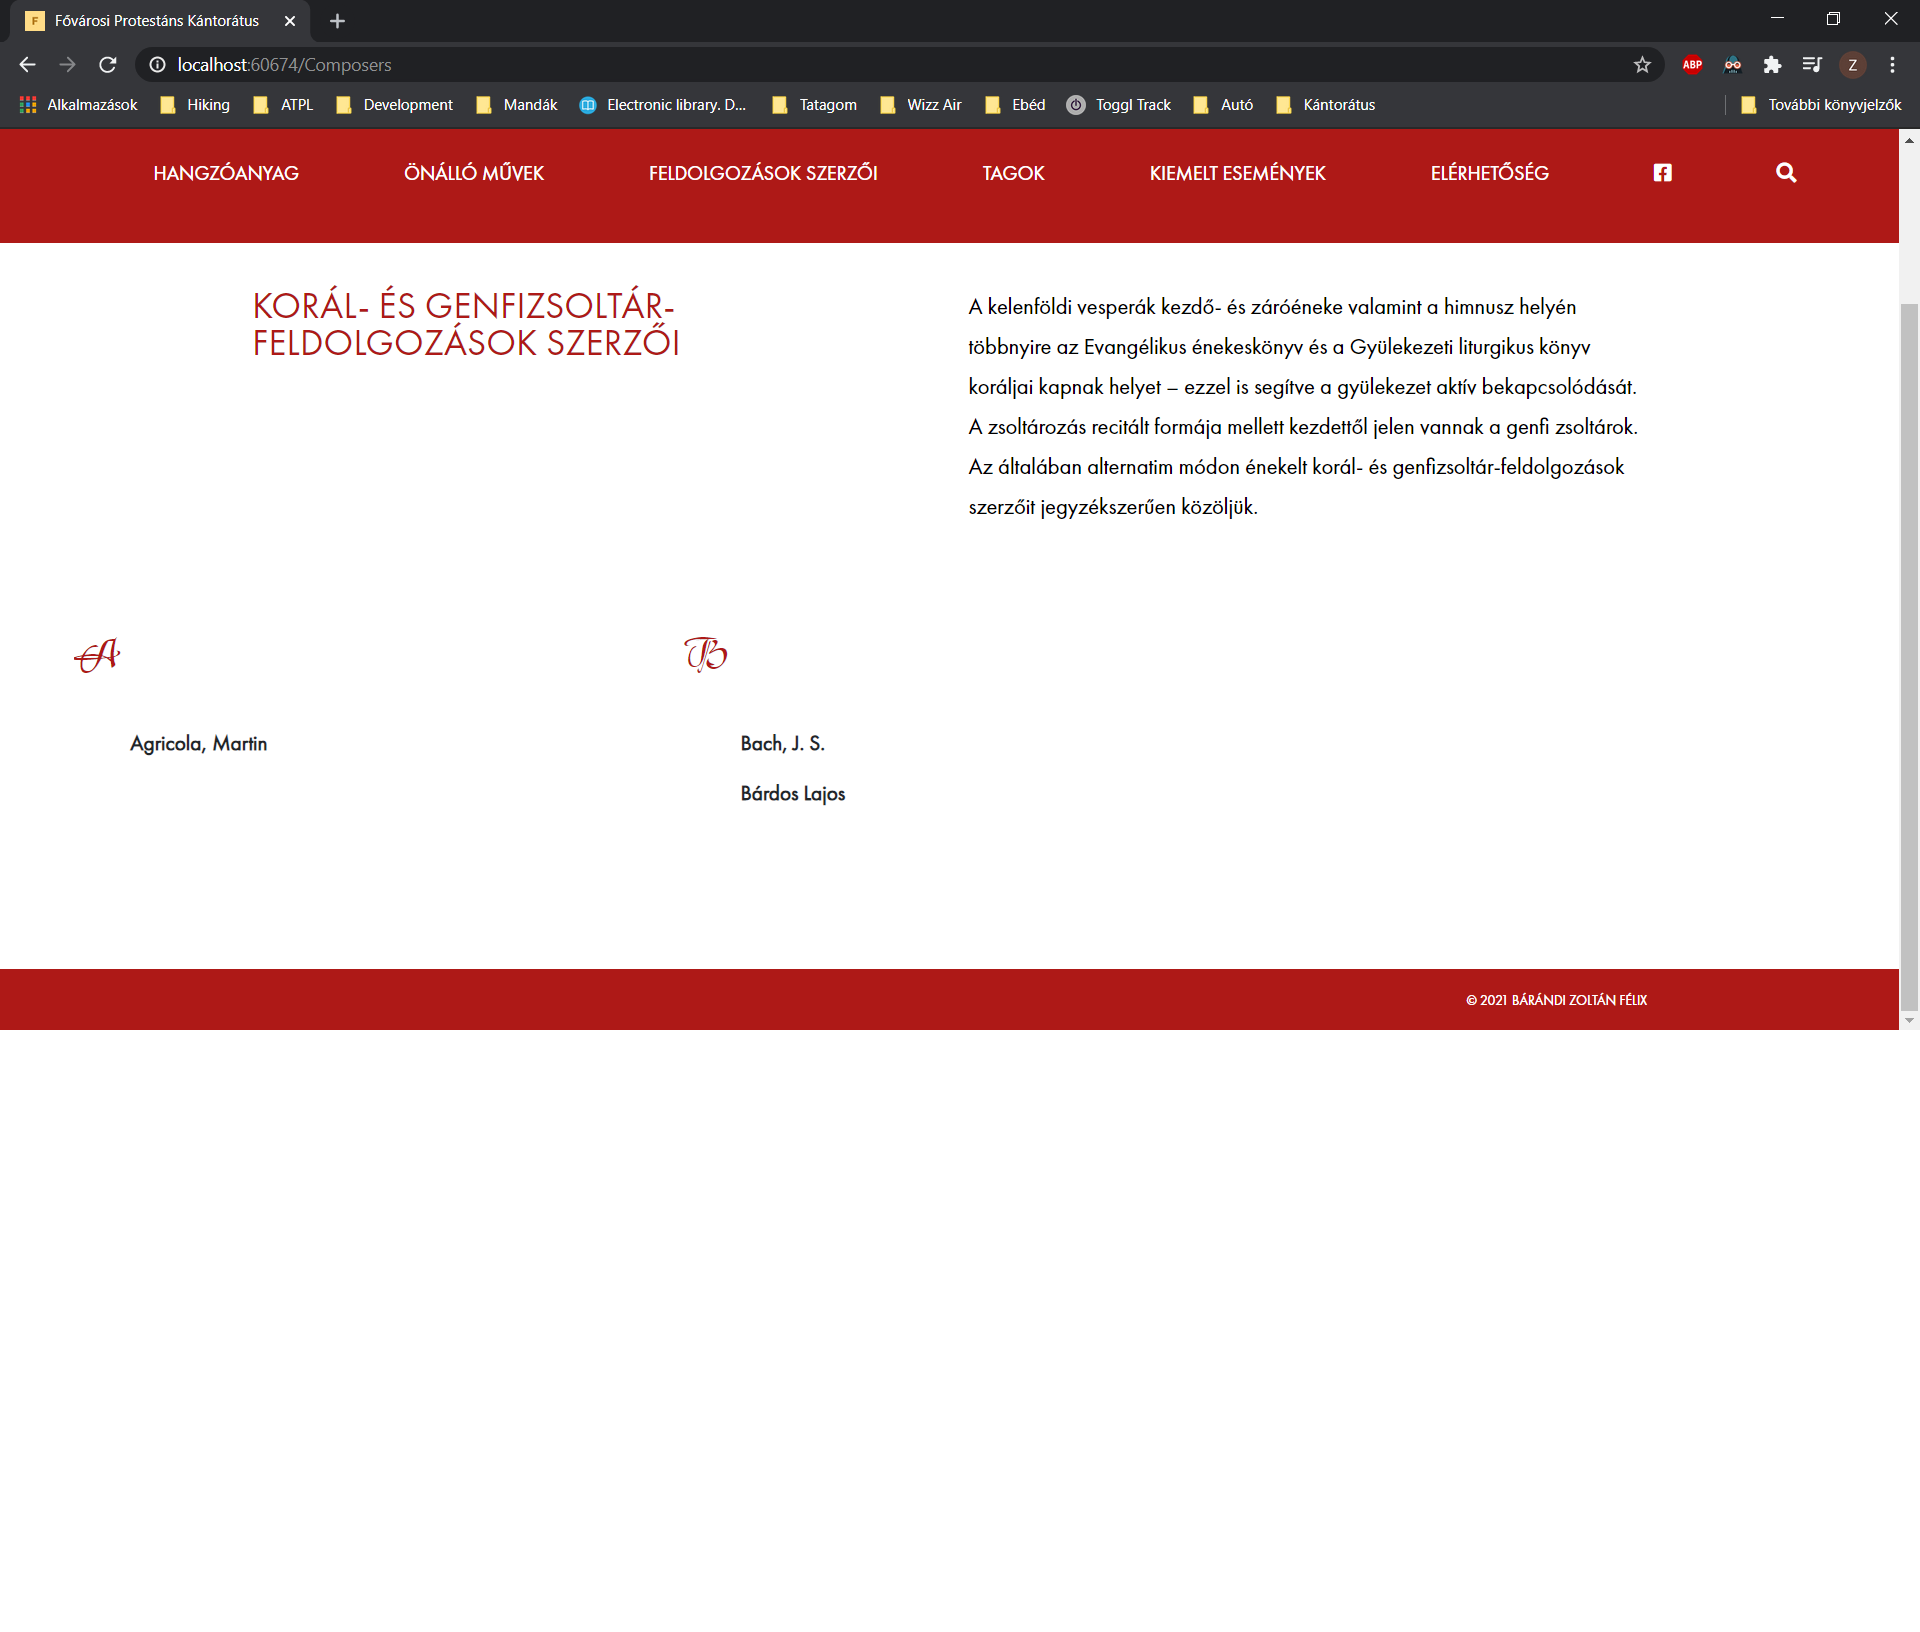 F Fővárosi Protestáns Kántorátus
localhost:60674/Composers
ABP
Z
Alkalmazások Hiking ATPL Development Mandák Electronic library. D... Tatagom Wizz Air Ebéd Toggl Track Autó Kántorátus További könyvjelzők
HANGZÓANYAG ÖNÁLLÓ MŰVEK FELDOLGOZÁSOK SZERZŐI TAGOK KIEMELT ESEMÉNYEK ELÉRHETŐSÉG
KORÁL- ÉS GENFIZSOLTÁR-
FELDOLGOZÁSOK SZERZŐI
A kelenföldi vesperák kezdő- és záróéneke valamint a himnusz helyén
többnyire az Evangélikus énekeskönyv és a Gyülekezeti liturgikus könyv
koráljai kapnak helyet – ezzel is segítve a gyülekezet aktív bekapcsolódását.
A zsoltározás recitált formája mellett kezdettől jelen vannak a genfi zsoltárok.
Az általában alternatim módon énekelt korál- és genfizsoltár-feldolgozások
szerzőit jegyzékszerűen közöljük.
A
Agricola, Martin
B
Bach, J. S.
Bárdos Lajos
© 2021 BÁRÁNDI ZOLTÁN FÉLIX